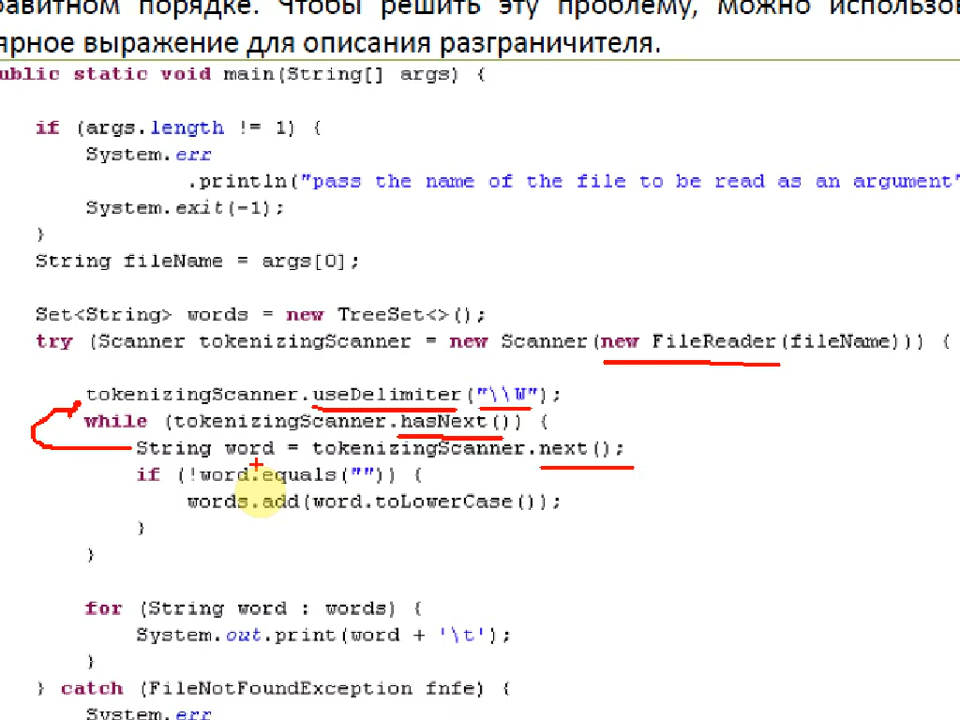 порядке. Чтобы решить эту проблему, можно
выражение для описания разграничителя.
public static void main(String[] args) {
if (args.length != 1) {
System.err
.println("pass the name of the file to be read as an argument"
System.exit(-1);
}
String fileName = args[0];
Set<String> words = new TreeSet<>();
try (Scanner tokenizingScanner = new Scanner(new FileReader(fileName))) {
tokenizingScanner.useDelimiter("\\W");
while (tokenizingScanner.hasNext()) {
String word = tokenizingScanner.next();
if (!word.equals("")) {
words.add(word.toLowerCase());
}
}
for (String word : words) {
System.out.print(word + '\t');
}
} catch (FileNotFoundException fnfe) {
System.err